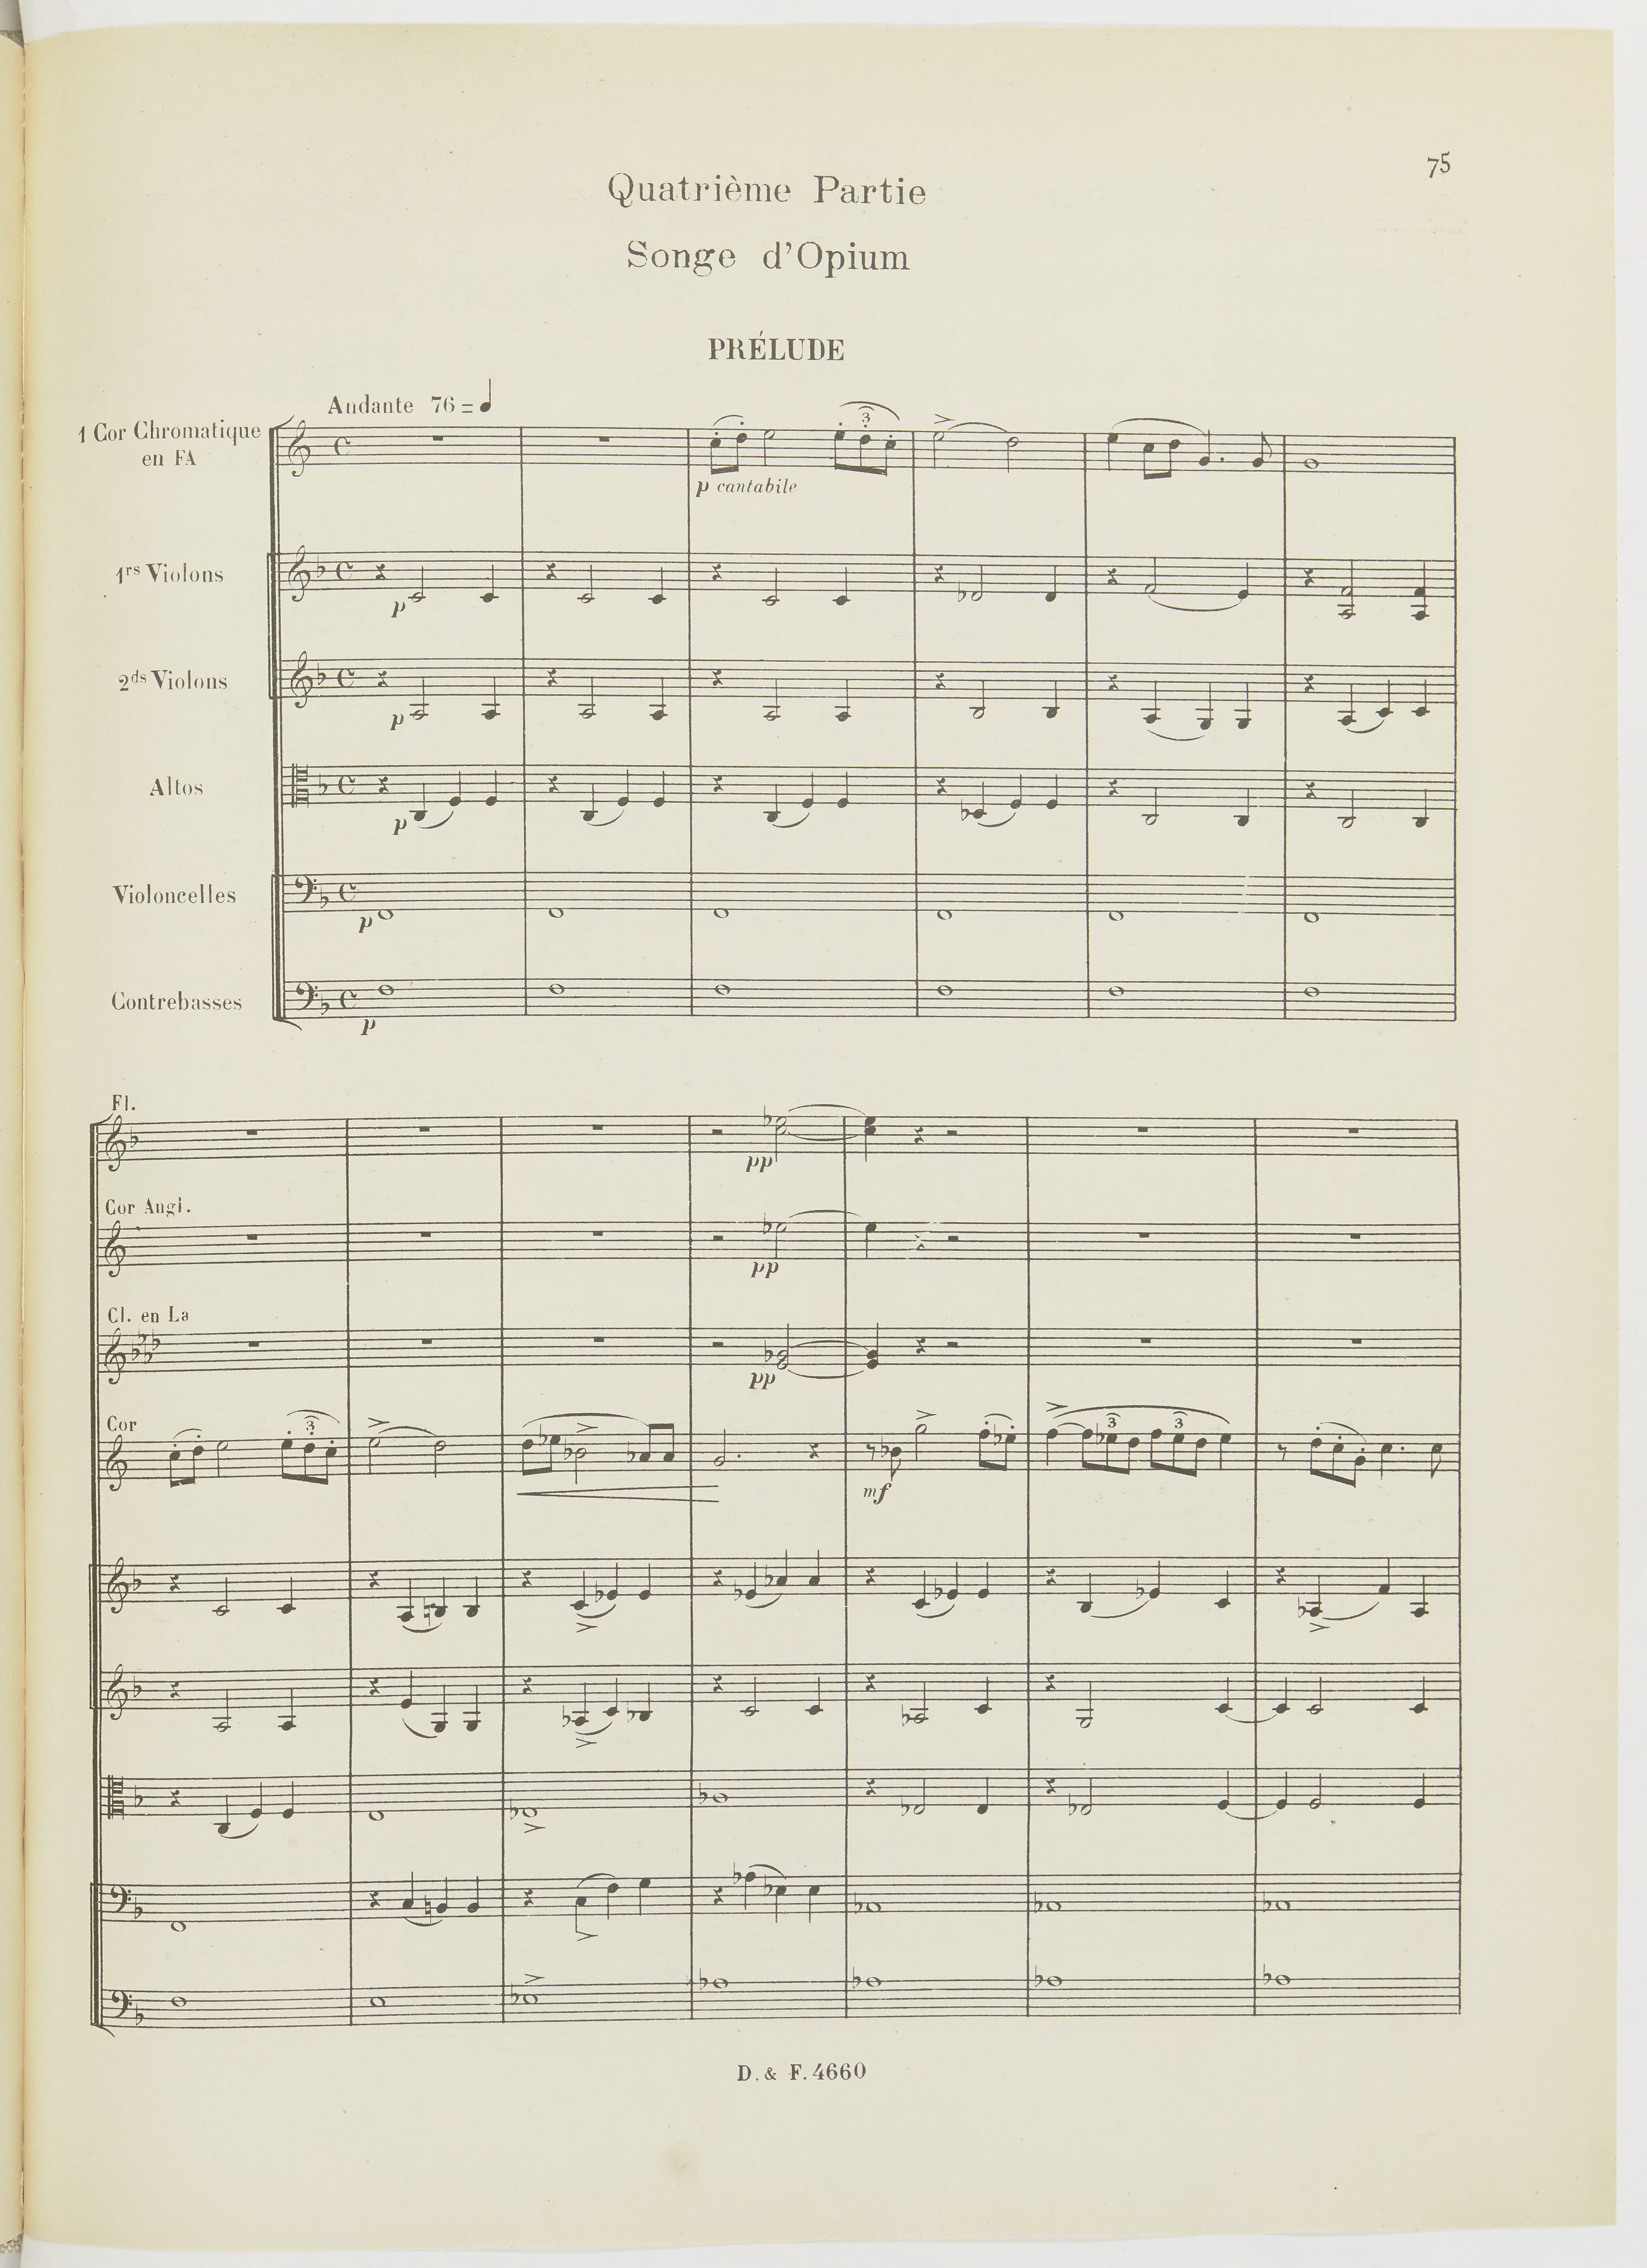 75
Quatrième Partie
Songe d'Opium
PRÉLUDE
Andante 76 =
1 Cor Chromatique
en FA
3
p cantabile
1rs Violons
p
2ds Violons
p
Altos
p
Violoncelles
p
Contrebasses
p
Fl.
pp
Cor Angl.
pp
Cl. en La
pp
Cor
3
3
3
mf
D. & F. 4660